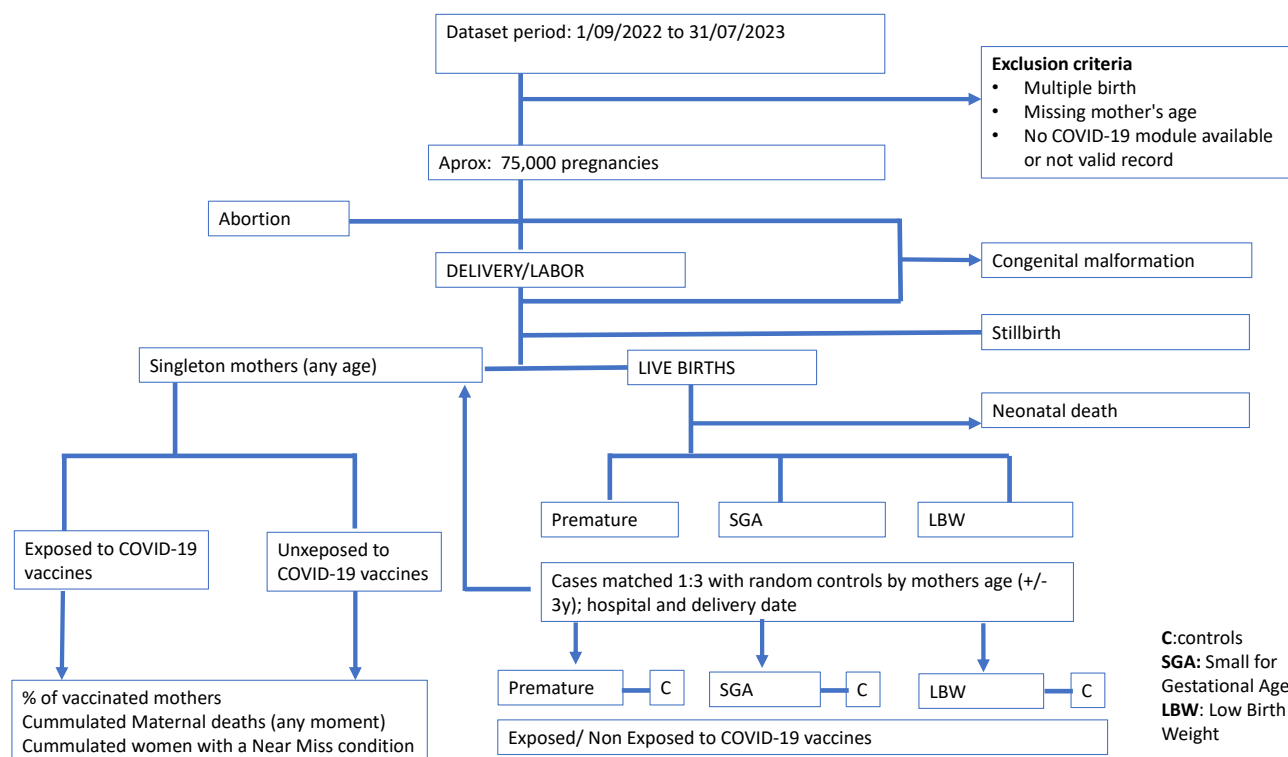 Dataset period: 1/09/2022 to 31/07/2023
Exclusion criteria
• Multiple birth
• Missing mother's age
• No COVID-19 module available
or not valid record
Aprox: 75,000 pregnancies
Abortion
DELIVERY/LABOR
Congenital malformation
Stillbirth
Singleton mothers (any age)
LIVE BIRTHS
Neonatal death
Premature
SGA
LBW
Exposed to COVID-19
vaccines
Unxeposed to
COVID-19 vaccines
Cases matched 1:3 with random controls by mothers age (+/-
3y); hospital and delivery date
Premature
C
SGA
C
LBW
C
C:controls
SGA: Small for
Gestational Age
LBW: Low Birth
Weight
% of vaccinated mothers
Cummulated Maternal deaths (any moment)
Cummulated women with a Near Miss condition
Exposed/ Non Exposed to COVID-19 vaccines